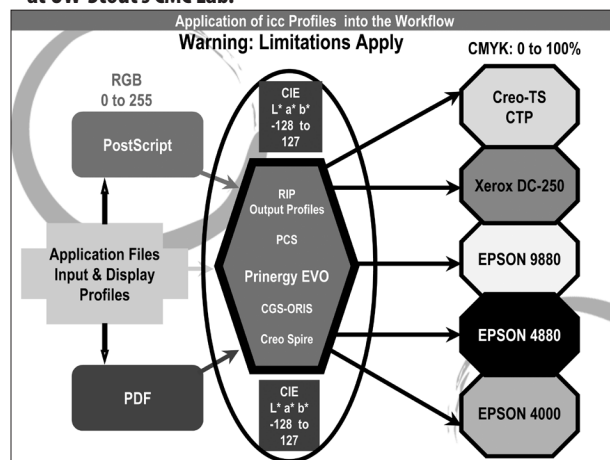 at UW-Stout's CMC Lab.
Application of icc Profiles into the Workflow
Warning: Limitations Apply
CMYK: 0 to 100%
RGB
0 to 255
PostScript
Application Files
Input & Display
Profiles
PDF
CIE
L* a* b*
-128 to
127
RIP
Output Profiles
PCS
Prinergy EVO
CGS-ORIS
Creo Spire
CIE
L* a* b*
-128 to
127
Creo-TS
CTP
Xerox DC-250
EPSON 9880
EPSON 4880
EPSON 4000